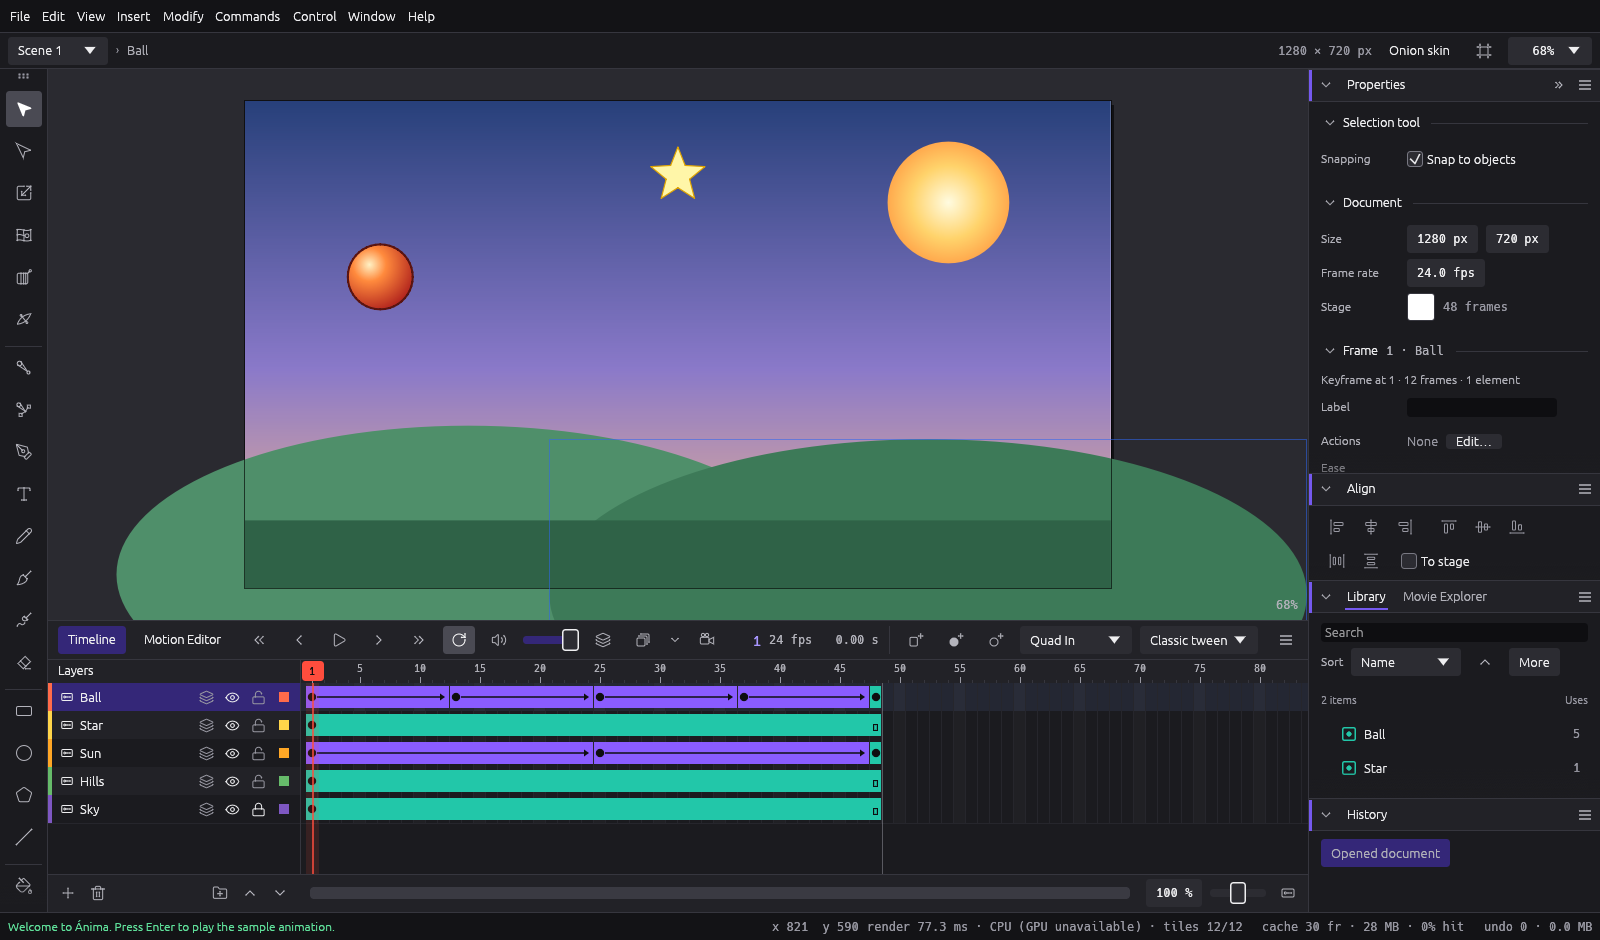 File Edit View Insert Modify Commands Control Window Help
Scene 1 › Ball 1280 × 720 px Onion skin 68%
Properties
Selection tool
Snapping Snap to objects
Document
Size 1280 px 720 px
Frame rate 24.0 fps
Stage 48 frames
Frame 1 · Ball
Keyframe at 1 · 12 frames · 1 element
Label
Actions None Edit...
Ease
Align
To stage
68%
Library Movie Explorer
Search
Sort Name More
2 items Uses
Ball 5
Star 1
History
Opened document
Timeline Motion Editor 1 24 fps 0.00 s Quad In Classic tween
Layers 1 5 10 15 20 25 30 35 40 45 50 55 60 65 70 75 80
Ball
Star
Sun
Hills
Sky
100 %
Welcome to Ánima. Press Enter to play the sample animation. x 821 y 590 render 77.3 ms · CPU (GPU unavailable) · tiles 12/12 cache 30 fr · 28 MB · 0% hit undo 0 · 0.0 MB